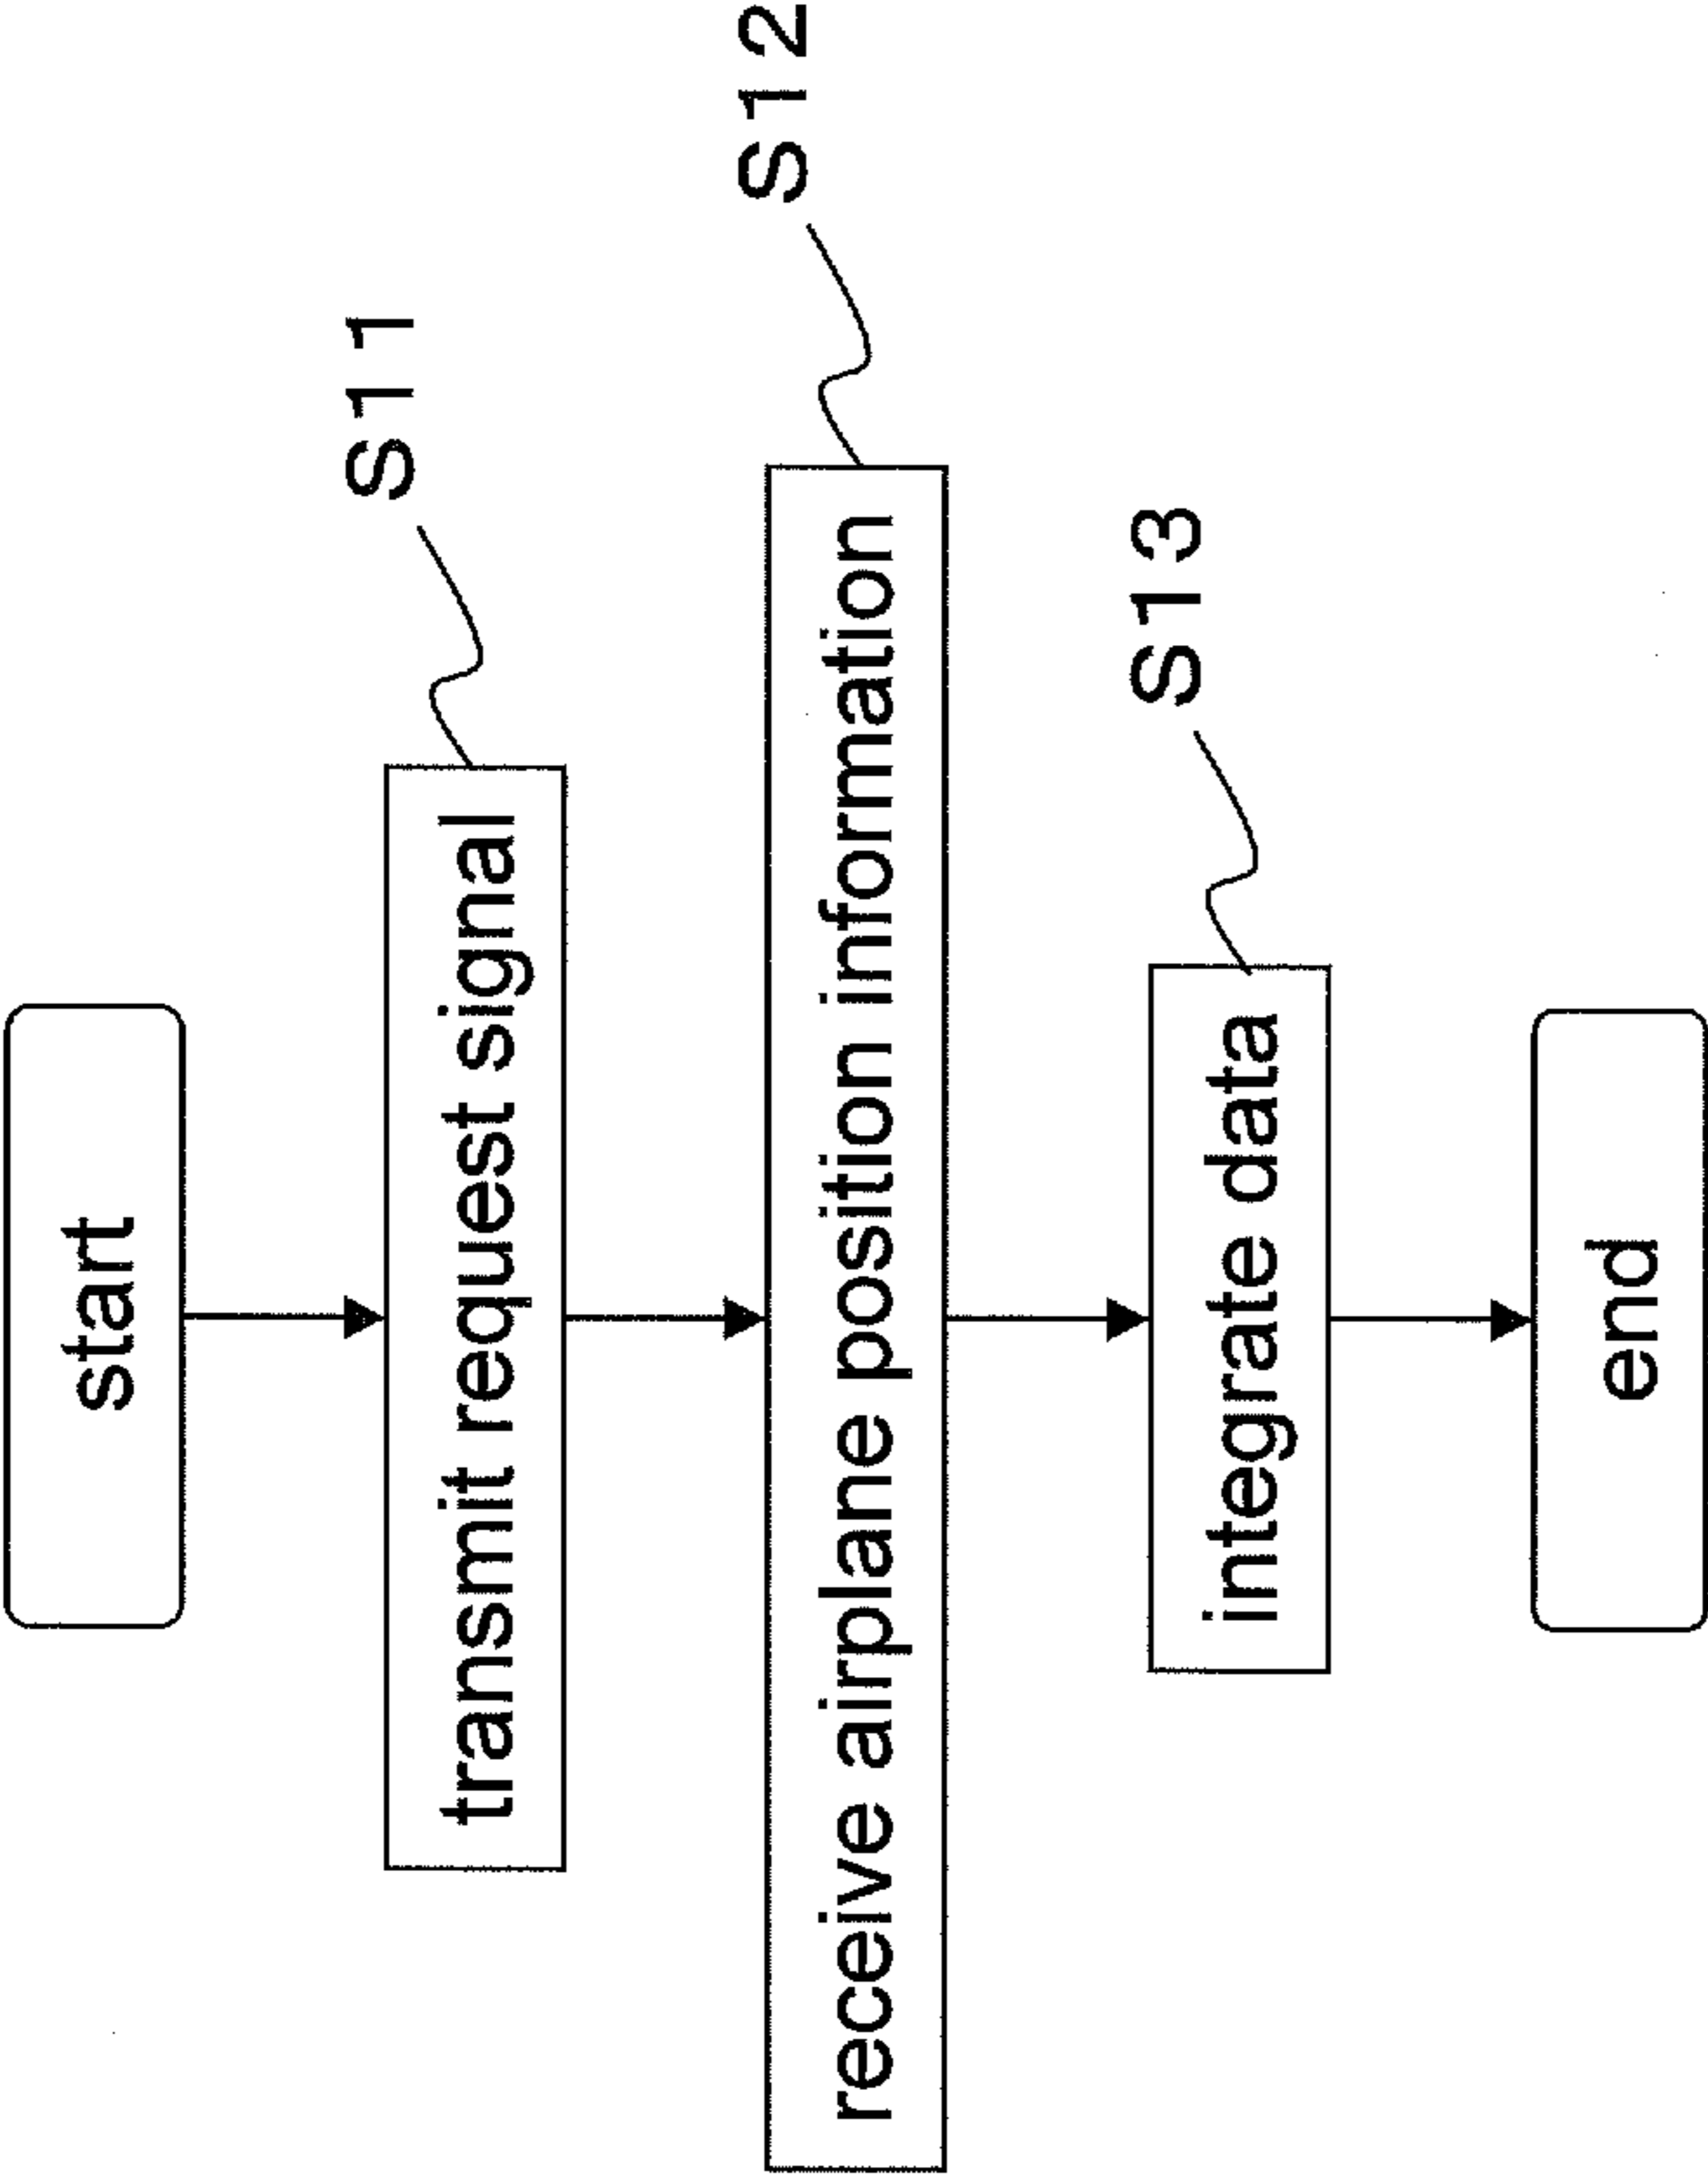 start
transmit request signal
S11
receive airplane position information
S12
integrate data
S13
end